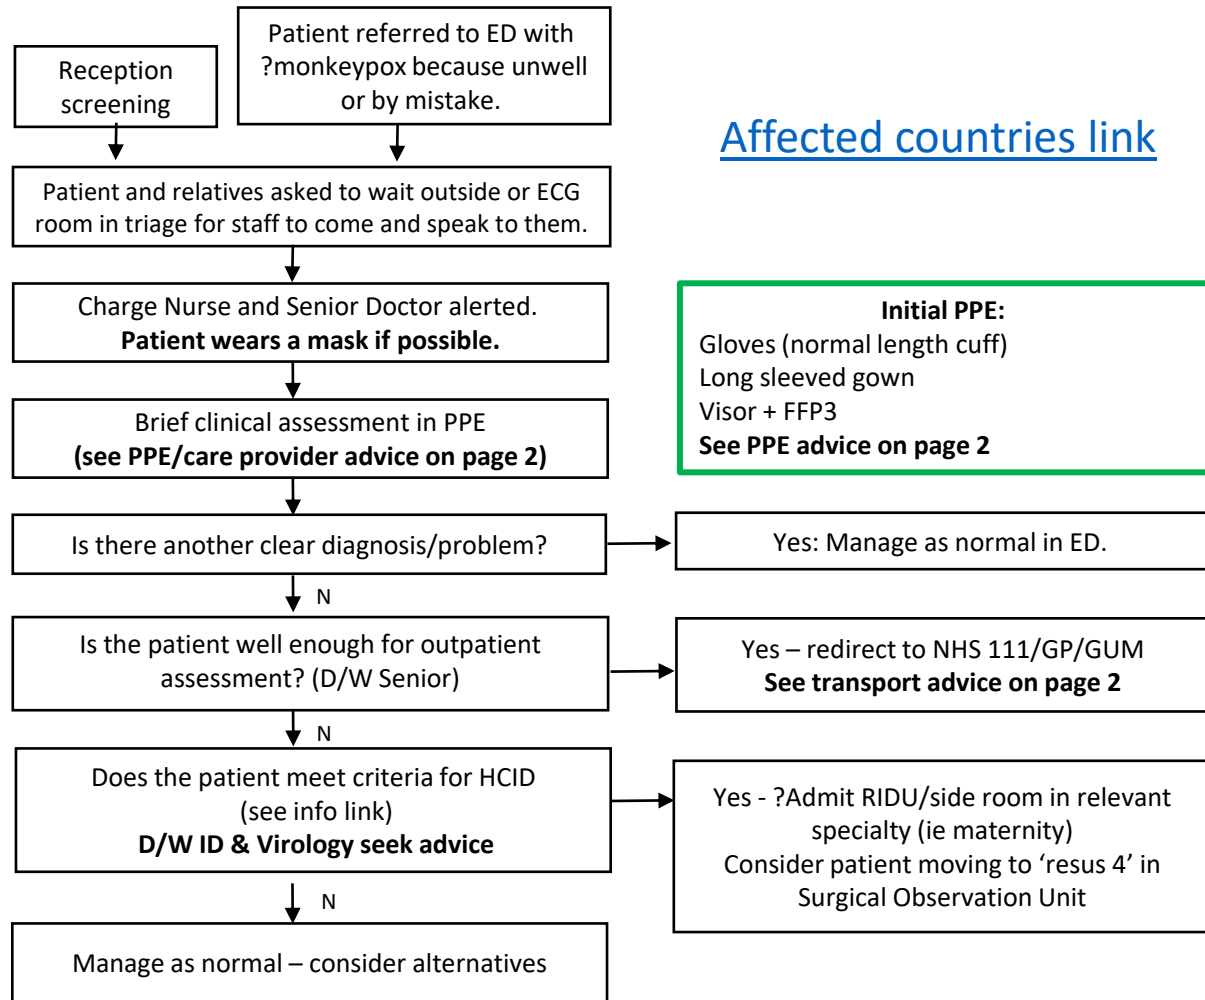 Reception
screening
Patient referred to ED with
?monkeypox because unwell
or by mistake.
Affected countries link
Patient and relatives asked to wait outside or ECG
room in triage for staff to come and speak to them.
Charge Nurse and Senior Doctor alerted.
Patient wears a mask if possible.
Initial PPE:
Gloves (normal length cuff)
Long sleeved gown
Visor + FFP3
See PPE advice on page 2
Brief clinical assessment in PPE
(see PPE/care provider advice on page 2)
Is there another clear diagnosis/problem?
Yes: Manage as normal in ED.
N
Is the patient well enough for outpatient
assessment? (D/W Senior)
Yes – redirect to NHS 111/GP/GUM
See transport advice on page 2
N
Does the patient meet criteria for HCID
(see info link)
D/W ID & Virology seek advice
Yes - ?Admit RIDU/side room in relevant
specialty (ie maternity)
Consider patient moving to ‘resus 4’ in
Surgical Observation Unit
N
Manage as normal – consider alternatives